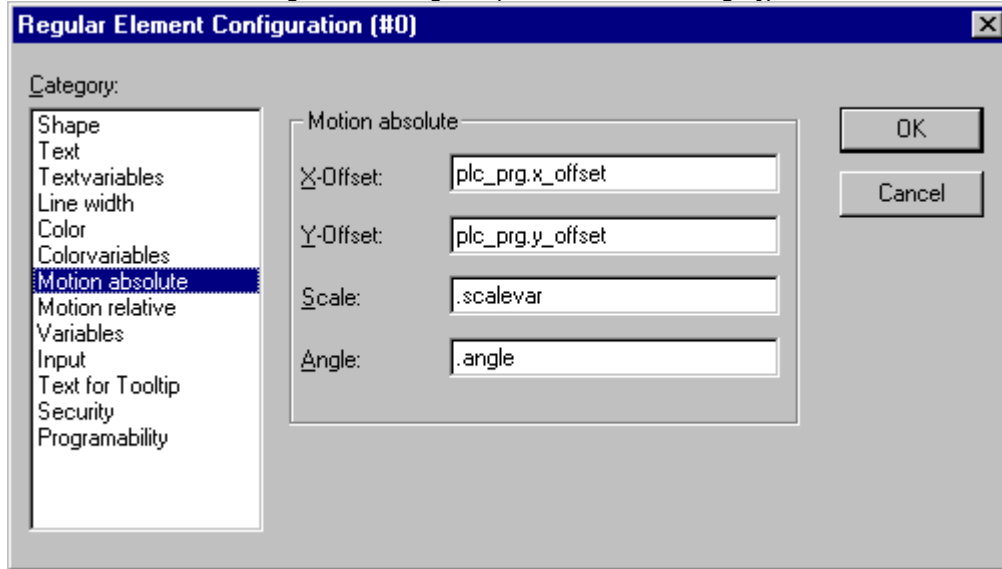 Regular Element Configuration (#0)
Category:
Shape
Text
Textvariables
Line width
Color
Colorvariables
Motion absolute
Motion relative
Variables
Input
Text for Tooltip
Security
Programability
Motion absolute
X-Offset: plc_prg.x_offset
Y-Offset: plc_prg.y_offset
Scale: .scalevar
Angle: .angle
OK
Cancel